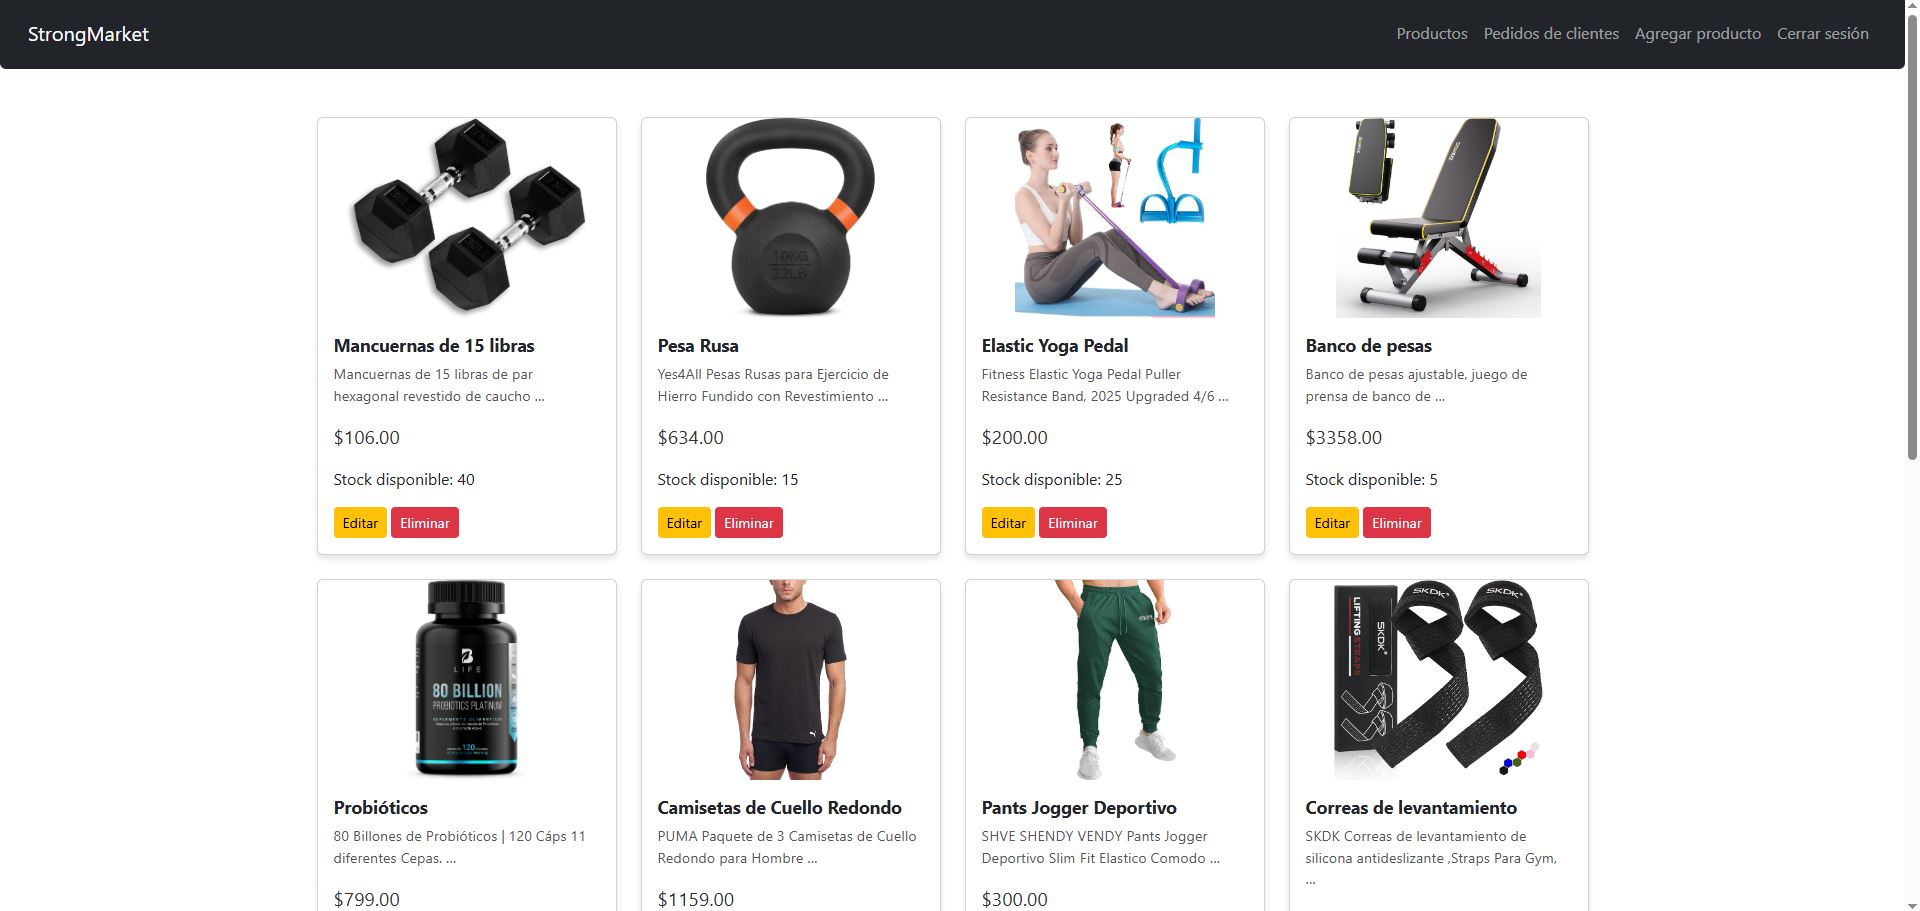 StrongMarket
Productos
Pedidos de clientes
Agregar producto
Cerrar sesión
10KG
22LB
Mancuernas de 15 libras
Mancuernas de 15 libras de par
hexagonal revestido de caucho ...
$106.00
Stock disponible: 40
Editar
Eliminar
Pesa Rusa
Yes4All Pesas Rusas para Ejercicio de
Hierro Fundido con Revestimiento ...
$634.00
Stock disponible: 15
Editar
Eliminar
Elastic Yoga Pedal
Fitness Elastic Yoga Pedal Puller
Resistance Band, 2025 Upgraded 4/6 ...
$200.00
Stock disponible: 25
Editar
Eliminar
Banco de pesas
Banco de pesas ajustable, juego de
prensa de banco de ...
$3358.00
Stock disponible: 5
Editar
Eliminar
B
LIFE
80 BILLION
PROBIOTICS PLATINUM
SUPLEMENTO ALIMENTICIO
120
Probióticos
80 Billones de Probióticos | 120 Cáps 11
diferentes Cepas. ...
$799.00
Camisetas de Cuello Redondo
PUMA Paquete de 3 Camisetas de Cuello
Redondo para Hombre ...
$1159.00
Pants Jogger Deportivo
SHVE SHENDY VENDY Pants Jogger
Deportivo Slim Fit Elastico Comodo ...
$300.00
LIFTING STRAPS
SKDK
SKDK
SKDK
Correas de levantamiento
SKDK Correas de levantamiento de
silicona antideslizante ,Straps Para Gym,
...